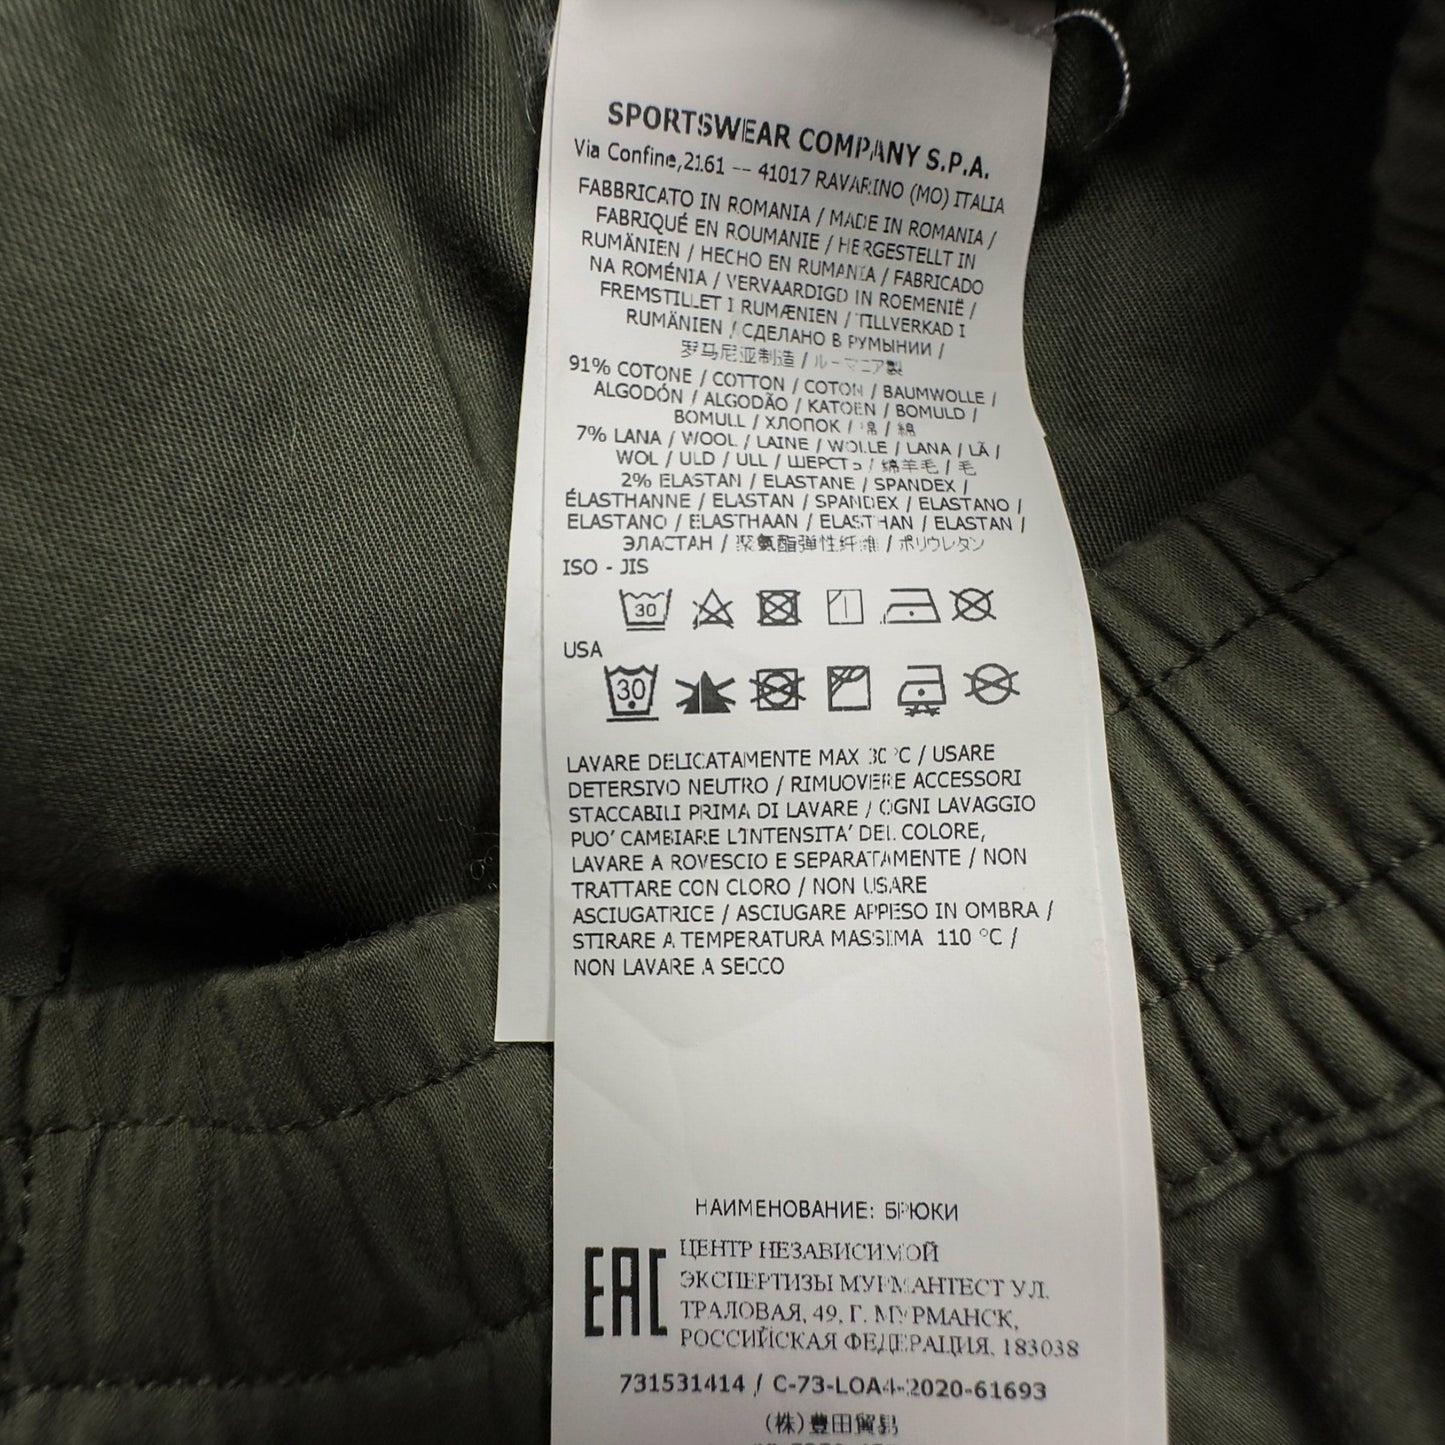 SPORTSWEAR COMPANY S.P.A.
Via Confine,2161 -- 41017 RAVARINO (MO) ITALIA
FABBRICATO IN ROMANIA / MADE IN ROMANIA /
FABRIQUÉ EN ROUMANIE / HERGESTELLT IN
RUMÄNIEN / HECHO EN RUMANIA / FABRICADO
NA ROMÉNIA / VERVAARDIGD IN ROEMENIË /
FREMSTILLET I RUMÆNIEN / TILLVERKAD I
RUMÄNIEN / СДЕЛАНО В РУМЫНИИ /
罗马尼亚制造 / ルーマニア製
91% COTONE / COTTON / COTON / BAUMWOLLE /
ALGODÓN / ALGODÃO / KATOEN / BOMULD /
BOMULL / ХЛОПОК / 棉 / 綿
7% LANA / WOOL / LAINE / WOLLE / LANA / LÃ /
WOL / ULD / ULL / ШЕРСТЬ / 绵羊毛 / 毛
2% ELASTAN / ELASTANE / SPANDEX /
ÉLASTHANNE / ELASTAN / SPANDEX / ELASTANO /
ELASTANO / ELASTHAAN / ELASTHAN / ELASTAN /
ЭЛАСТАН / 聚氨酯弹性纤维 / ポリウレタン
ISO - JIS
30
USA
30
LAVARE DELICATAMENTE MAX 30 °C / USARE
DETERSIVO NEUTRO / RIMUOVERE ACCESSORI
STACCABILI PRIMA DI LAVARE / OGNI LAVAGGIO
PUO' CAMBIARE L'INTENSITA' DEL COLORE,
LAVARE A ROVESCIO E SEPARATAMENTE / NON
TRATTARE CON CLORO / NON USARE
ASCIUGATRICE / ASCIUGARE APPESO IN OMBRA /
STIRARE A TEMPERATURA MASSIMA 110 °C /
NON LAVARE A SECCO
НАИМЕНОВАНИЕ: БРЮКИ
EAC ЦЕНТР НЕЗАВИСИМОЙ
ЭКСПЕРТИЗЫ МУРМАНТЕСТ УЛ.
ТРАЛОВАЯ, 49, Г. МУРМАНСК,
РОССИЙСКАЯ ФЕДЕРАЦИЯ, 183038
731531414 / C-73-LOA4-2020-61693
(株)豊田貿易